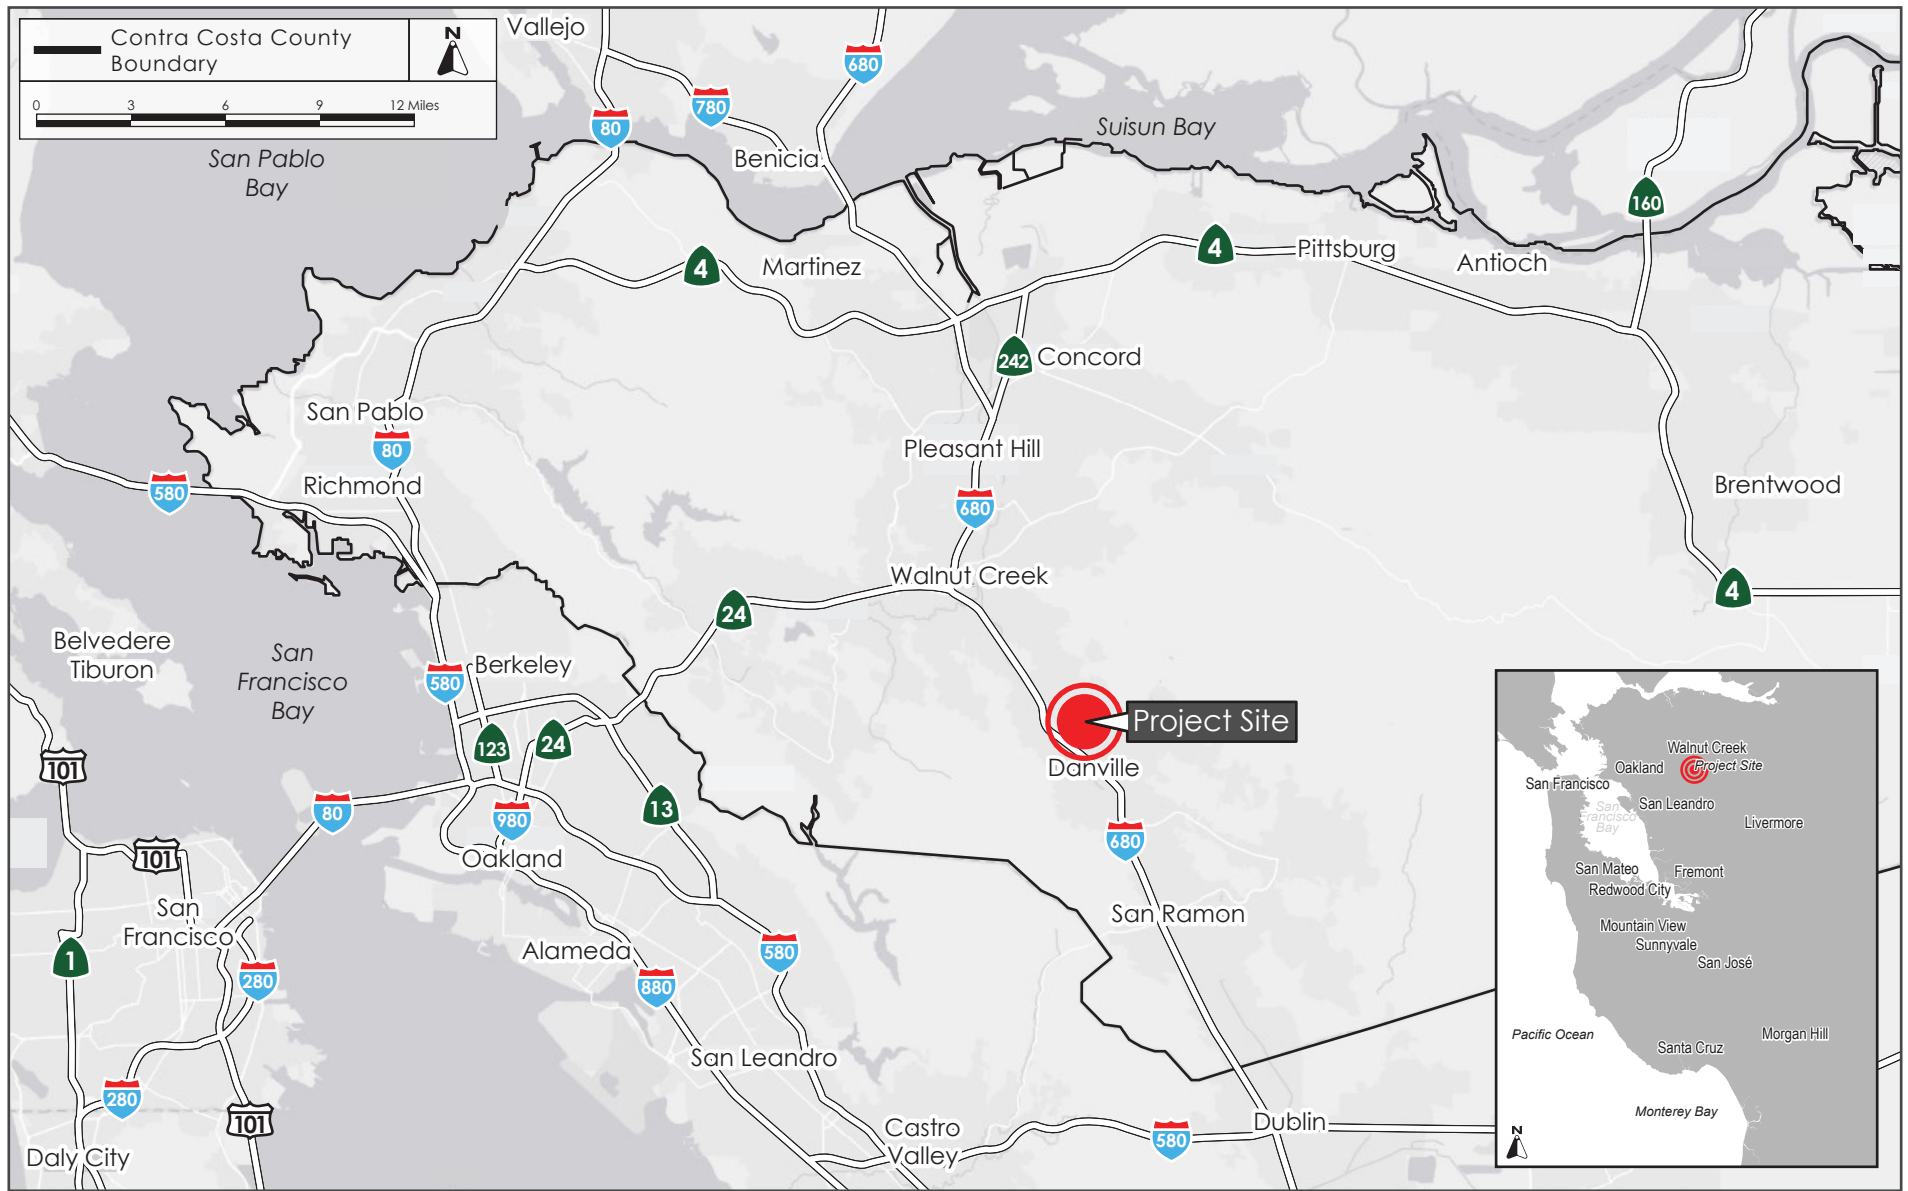 Contra Costa County
Boundary
N
0 3 6 9 12 Miles
Vallejo
680
780
80
San Pablo
Bay
Benicia
Suisun Bay
160
4
Martinez
4
Pittsburg
Antioch
242
Concord
San Pablo
80
Pleasant Hill
Richmond
580
680
Brentwood
Walnut Creek
4
24
Belvedere
Tiburon
San
Francisco
Bay
Berkeley
580
Project Site
123
24
101
Danville
80
980
13
680
101
Oakland
San
Francisco
San Ramon
1
Alameda
580
280
880
San Leandro
280
101
Castro
Valley
580
Dublin
Daly City
Walnut Creek
Oakland
Project Site
San Francisco
San Leandro
San
Francisco
Bay
Livermore
San Mateo
Fremont
Redwood City
Mountain View
Sunnyvale
San José
Pacific Ocean
Morgan Hill
Santa Cruz
Monterey Bay
N